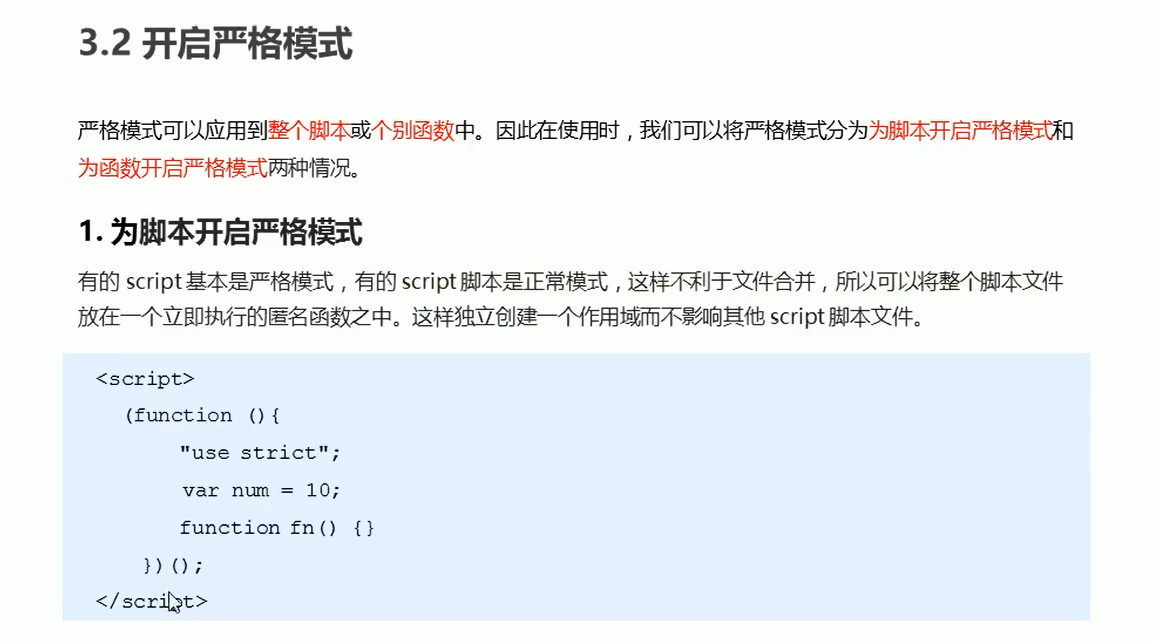 3.2 开启严格模式
严格模式可以应用到整个脚本或个别函数中。因此在使用时，我们可以将严格模式分为为脚本开启严格模式和
为函数开启严格模式两种情况。
1. 为脚本开启严格模式
有的 script 基本是严格模式，有的 script 脚本是正常模式，这样不利于文件合并，所以可以将整个脚本文件
放在一个立即执行的匿名函数之中。这样独立创建一个作用域而不影响其他 script 脚本文件。
<script>
(function (){
"use strict";
var num = 10;
function fn() {}
})();
</script>